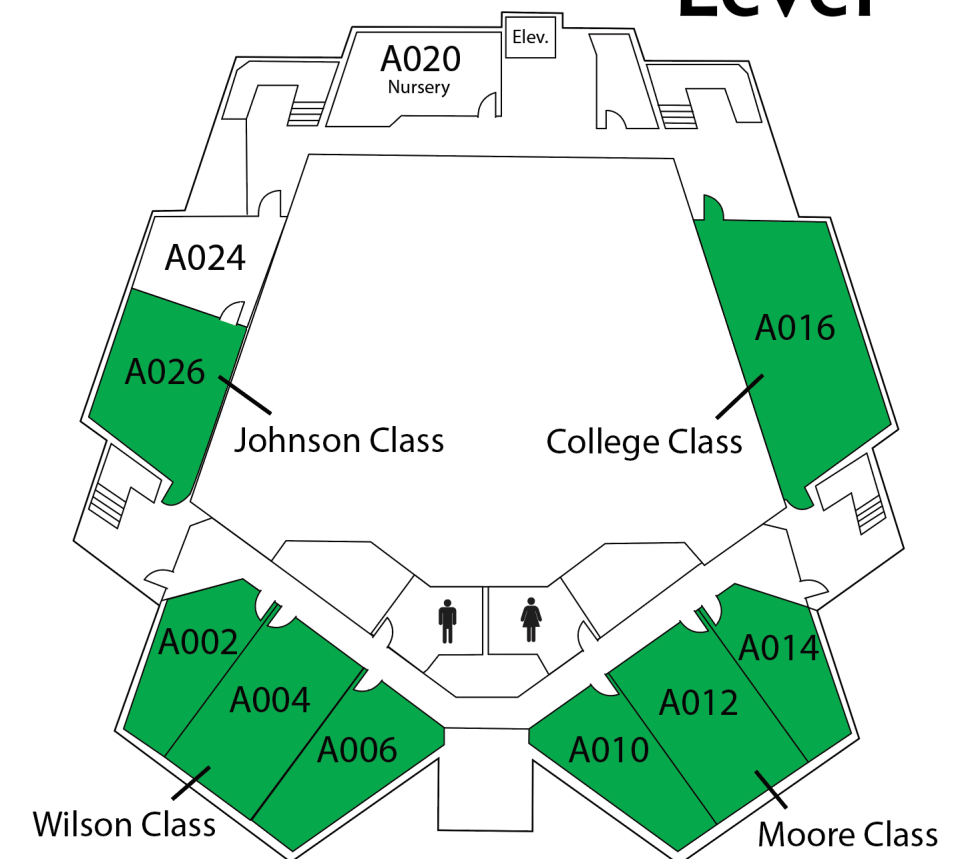 Level
Elev.
A020
Nursery
A024
A016
A026
Johnson Class
College Class
A002
A014
A004
A012
A006
A010
Wilson Class
Moore Class